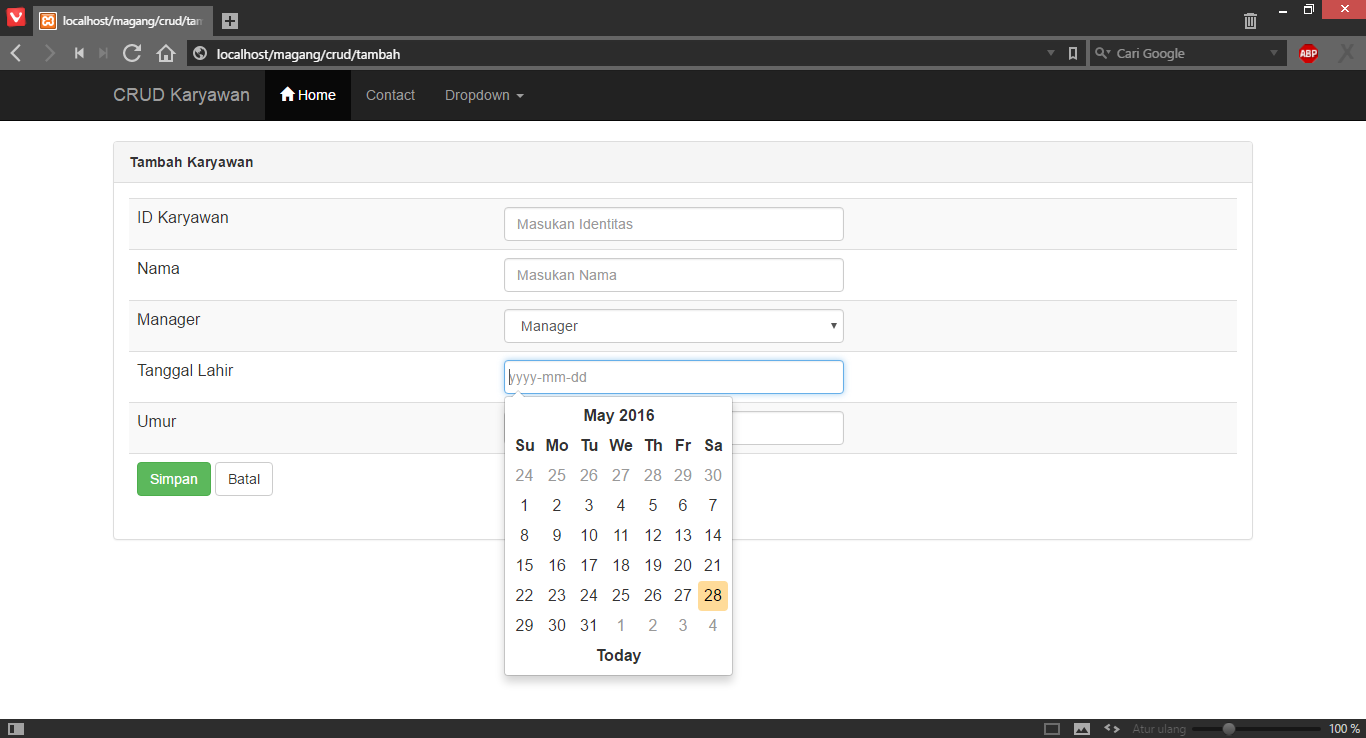 localhost/magang/crud/tam
localhost/magang/crud/tambah
Cari Google
ABP
CRUD Karyawan Home Contact Dropdown
Tambah Karyawan
ID Karyawan Masukan Identitas
Nama Masukan Nama
Manager Manager
Tanggal Lahir yyyy-mm-dd
Umur
Simpan Batal
May 2016
Su Mo Tu We Th Fr Sa
24 25 26 27 28 29 30
1 2 3 4 5 6 7
8 9 10 11 12 13 14
15 16 17 18 19 20 21
22 23 24 25 26 27 28
29 30 31 1 2 3 4
Today
Atur ulang 100 %